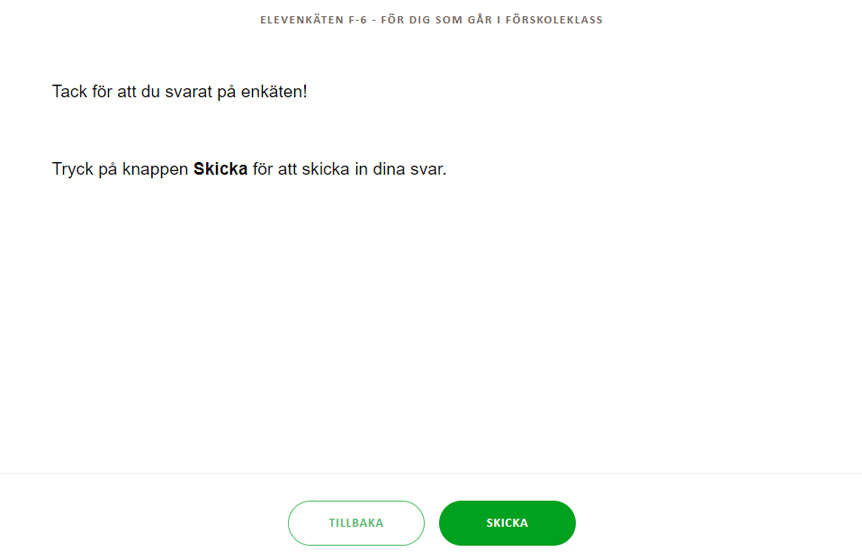 ELEVENKÄTEN F-6 - FÖR DIG SOM GÅR I FÖRSKOLEKLASS
Tack för att du svarat på enkäten!
Tryck på knappen Skicka för att skicka in dina svar.
TILLBAKA
SKICKA